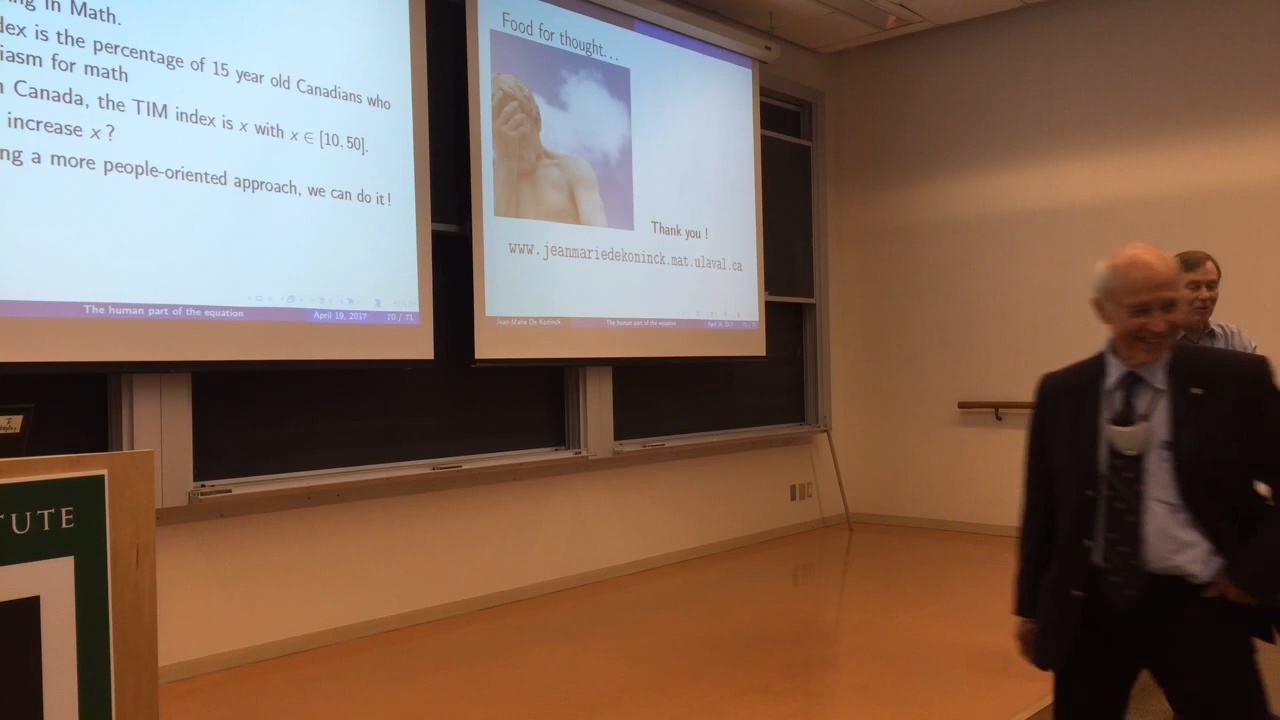 ng in Math.
dex is the percentage of 15 year old Canadians who
iasm for math
n Canada, the TIM index is x with x ∈ [10, 50].
increase x ?
ng a more people-oriented approach, we can do it !
The human part of the equation
April 19, 2017
70 / 71
Food for thought. . .
Thank you !
www.jeanmariedekoninck.mat.ulaval.ca
Jean-Marie De Koninck
The human part of the equation
April 19, 2017
71 / 71
TUTE